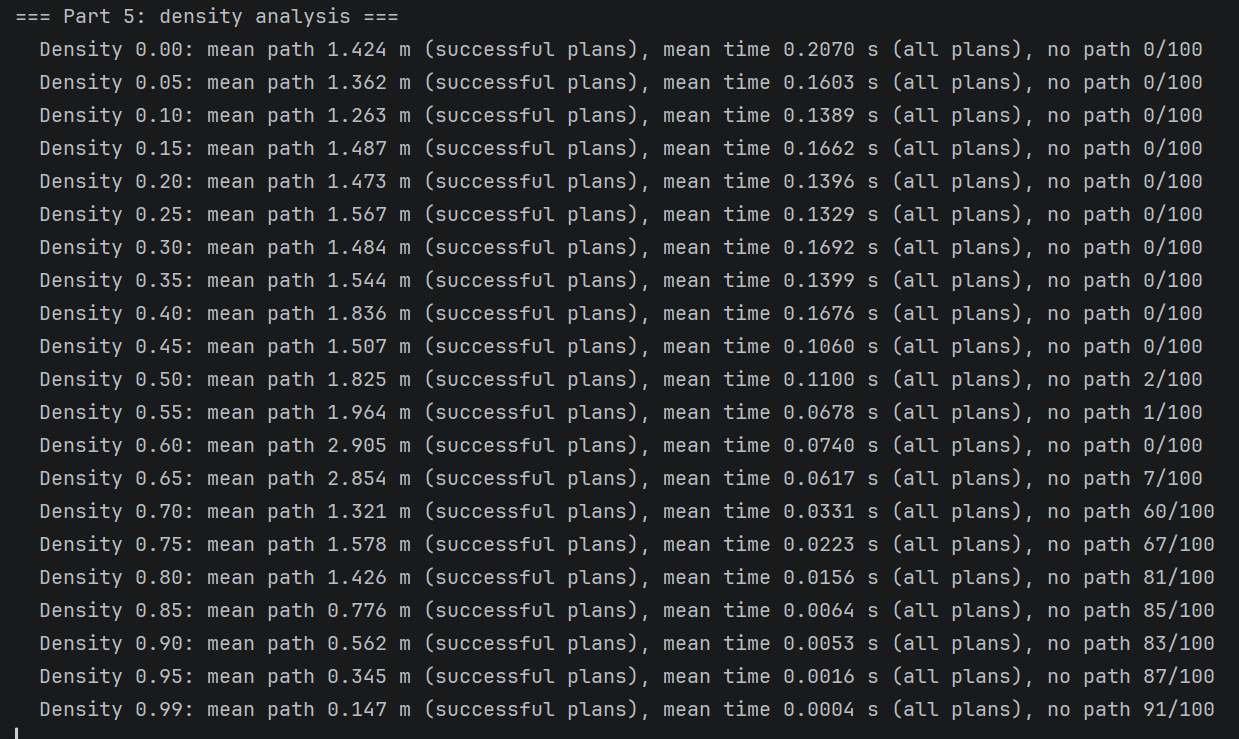 === Part 5: density analysis ===
Density 0.00: mean path 1.424 m (successful plans), mean time 0.2070 s (all plans), no path 0/100
Density 0.05: mean path 1.362 m (successful plans), mean time 0.1603 s (all plans), no path 0/100
Density 0.10: mean path 1.263 m (successful plans), mean time 0.1389 s (all plans), no path 0/100
Density 0.15: mean path 1.487 m (successful plans), mean time 0.1662 s (all plans), no path 0/100
Density 0.20: mean path 1.473 m (successful plans), mean time 0.1396 s (all plans), no path 0/100
Density 0.25: mean path 1.567 m (successful plans), mean time 0.1329 s (all plans), no path 0/100
Density 0.30: mean path 1.484 m (successful plans), mean time 0.1692 s (all plans), no path 0/100
Density 0.35: mean path 1.544 m (successful plans), mean time 0.1399 s (all plans), no path 0/100
Density 0.40: mean path 1.836 m (successful plans), mean time 0.1676 s (all plans), no path 0/100
Density 0.45: mean path 1.507 m (successful plans), mean time 0.1060 s (all plans), no path 0/100
Density 0.50: mean path 1.825 m (successful plans), mean time 0.1100 s (all plans), no path 2/100
Density 0.55: mean path 1.964 m (successful plans), mean time 0.0678 s (all plans), no path 1/100
Density 0.60: mean path 2.905 m (successful plans), mean time 0.0740 s (all plans), no path 0/100
Density 0.65: mean path 2.854 m (successful plans), mean time 0.0617 s (all plans), no path 7/100
Density 0.70: mean path 1.321 m (successful plans), mean time 0.0331 s (all plans), no path 60/100
Density 0.75: mean path 1.578 m (successful plans), mean time 0.0223 s (all plans), no path 67/100
Density 0.80: mean path 1.426 m (successful plans), mean time 0.0156 s (all plans), no path 81/100
Density 0.85: mean path 0.776 m (successful plans), mean time 0.0064 s (all plans), no path 85/100
Density 0.90: mean path 0.562 m (successful plans), mean time 0.0053 s (all plans), no path 83/100
Density 0.95: mean path 0.345 m (successful plans), mean time 0.0016 s (all plans), no path 87/100
Density 0.99: mean path 0.147 m (successful plans), mean time 0.0004 s (all plans), no path 91/100